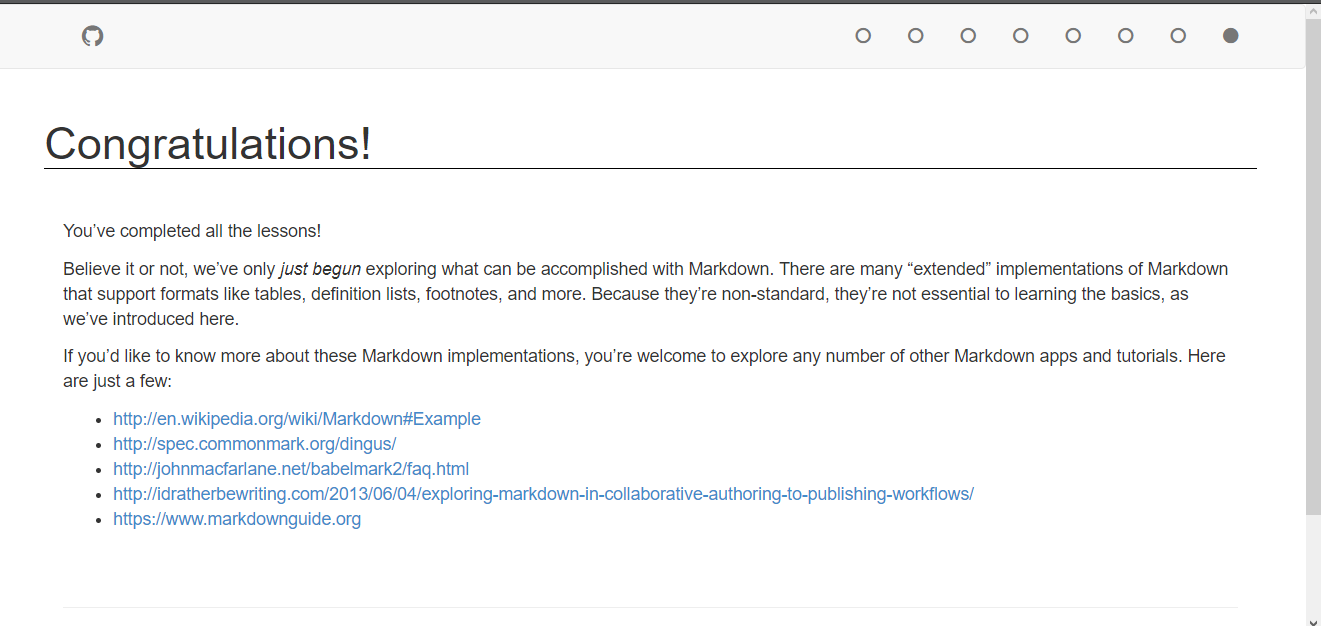 Congratulations!
You’ve completed all the lessons!
Believe it or not, we’ve only just begun exploring what can be accomplished with Markdown. There are many “extended” implementations of Markdown
that support formats like tables, definition lists, footnotes, and more. Because they’re non-standard, they’re not essential to learning the basics, as
we’ve introduced here.
If you’d like to know more about these Markdown implementations, you’re welcome to explore any number of other Markdown apps and tutorials. Here
are just a few:
http://en.wikipedia.org/wiki/Markdown#Example
http://spec.commonmark.org/dingus/
http://johnmacfarlane.net/babelmark2/faq.html
http://idratherbewriting.com/2013/06/04/exploring-markdown-in-collaborative-authoring-to-publishing-workflows/
https://www.markdownguide.org